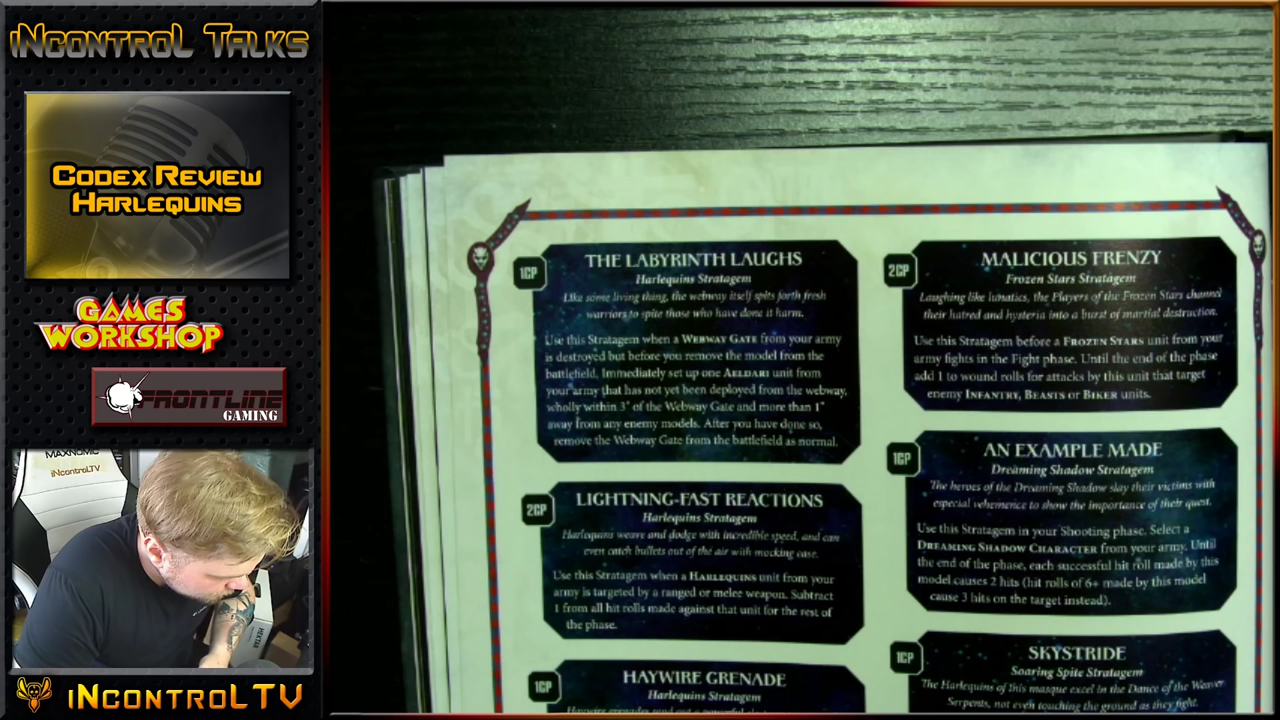 iNcontroL Talks
Codex Review
Harlequins
GAMES
WORKSHOP
FRONTLINE
GAMING
MAXNOMIC
iNcontroLTV
iNcontroLTV
1CP
THE LABYRINTH LAUGHS
Harlequins Stratagem
Like some living thing, the webway itself spits forth fresh
warriors to spite those who have done it harm.
Use this Stratagem when a WEBWAY GATE from your army
is destroyed but before you remove the model from the
battlefield. Immediately set up one AELDARI unit from
your army that has not yet been deployed from the webway,
wholly within 3" of the Webway Gate and more than 1"
away from any enemy models. After you have done so,
remove the Webway Gate from the battlefield as normal.
2CP
LIGHTNING-FAST REACTIONS
Harlequins Stratagem
Harlequins weave and dodge with incredible speed, and can
even catch bullets out of the air with mocking ease.
Use this Stratagem when a HARLEQUINS unit from your
army is targeted by a ranged or melee weapon. Subtract
1 from all hit rolls made against that unit for the rest of
the phase.
1CP
HAYWIRE GRENADE
Harlequins Stratagem
2CP
MALICIOUS FRENZY
Frozen Stars Stratagem
Laughing like lunatics, the Players of the Frozen Stars channel
their hatred and hysteria into a burst of martial destruction.
Use this Stratagem before a FROZEN STARS unit from your
army fights in the Fight phase. Until the end of the phase
add 1 to wound rolls for attacks by this unit that target
enemy INFANTRY, BEASTS or BIKER units.
1CP
AN EXAMPLE MADE
Dreaming Shadow Stratagem
The heroes of the Dreaming Shadow slay their victims with
especial vehemence to show the importance of their quest.
Use this Stratagem in your Shooting phase. Select a
DREAMING SHADOW CHARACTER from your army. Until
the end of the phase, each successful hit roll made by this
model causes 2 hits (hit rolls of 6+ made by this model
cause 3 hits on the target instead).
1CP
SKYSTRIDE
Soaring Spite Stratagem
The Harlequins of this masque excel in the Dance of the Weaver
Serpents, not even touching the ground as they fight.